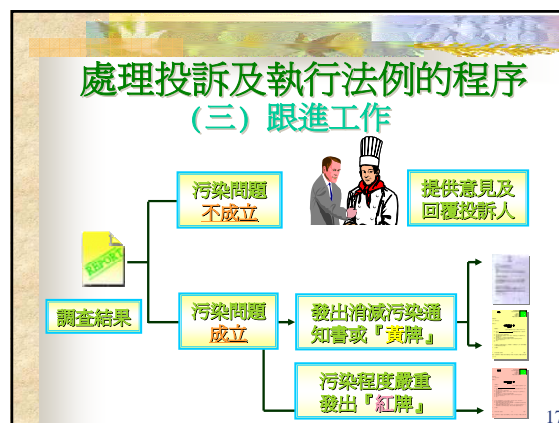 處理投訴及執行法例的程序
(三) 跟進工作
污染問題
不成立
提供意見及
回覆投訴人
REPORT
調查結果
污染問題
成立
發出消減污染通
知書或『黃牌』
污染程度嚴重
發出『紅牌』
17